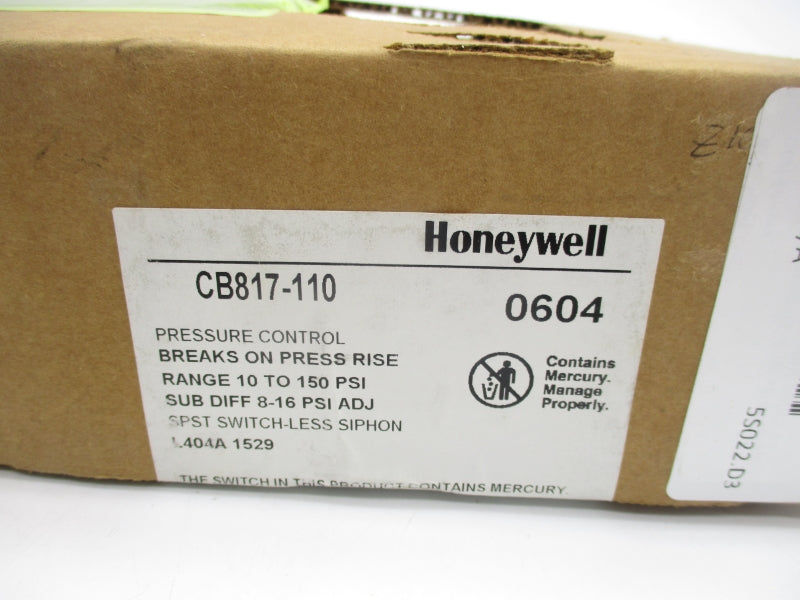 Honeywell
CB817-110
0604
PRESSURE CONTROL
BREAKS ON PRESS RISE
RANGE 10 TO 150 PSI
SUB DIFF 8-16 PSI ADJ
SPST SWITCH-LESS SIPHON
L404A 1529
Contains
Mercury.
Manage
Properly.
THE SWITCH IN THIS PRODUCT CONTAINS MERCURY.
5S022.D3